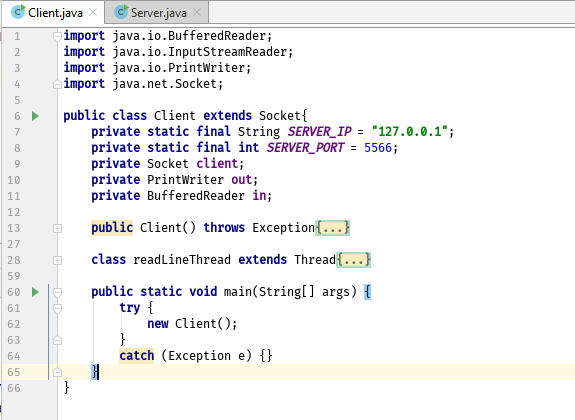 Client.java Server.java
1 import java.io.BufferedReader;
2 import java.io.InputStreamReader;
3 import java.io.PrintWriter;
4 import java.net.Socket;
5
6 public class Client extends Socket{
7 private static final String SERVER_IP = "127.0.0.1";
8 private static final int SERVER_PORT = 5566;
9 private Socket client;
10 private PrintWriter out;
11 private BufferedReader in;
12
13 public Client() throws Exception{...}
27
28 class readLineThread extends Thread{...}
59
60 public static void main(String[] args) {
61 try {
62 new Client();
63 }
64 catch (Exception e) {}
65 }
66 }